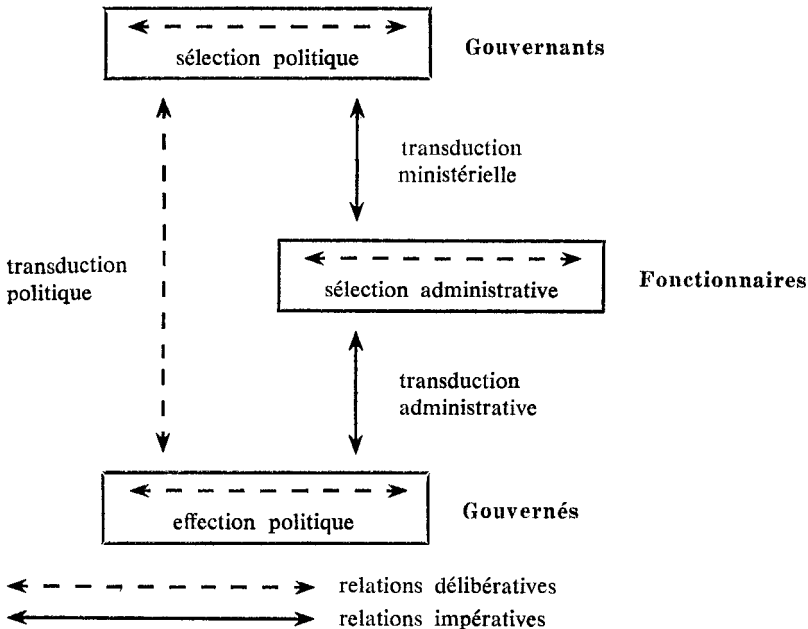 sélection politique
Gouvernants
transduction
ministérielle
transduction
politique
sélection administrative
Fonctionnaires
transduction
administrative
effection politique
Gouvernés
relations délibératives
relations impératives